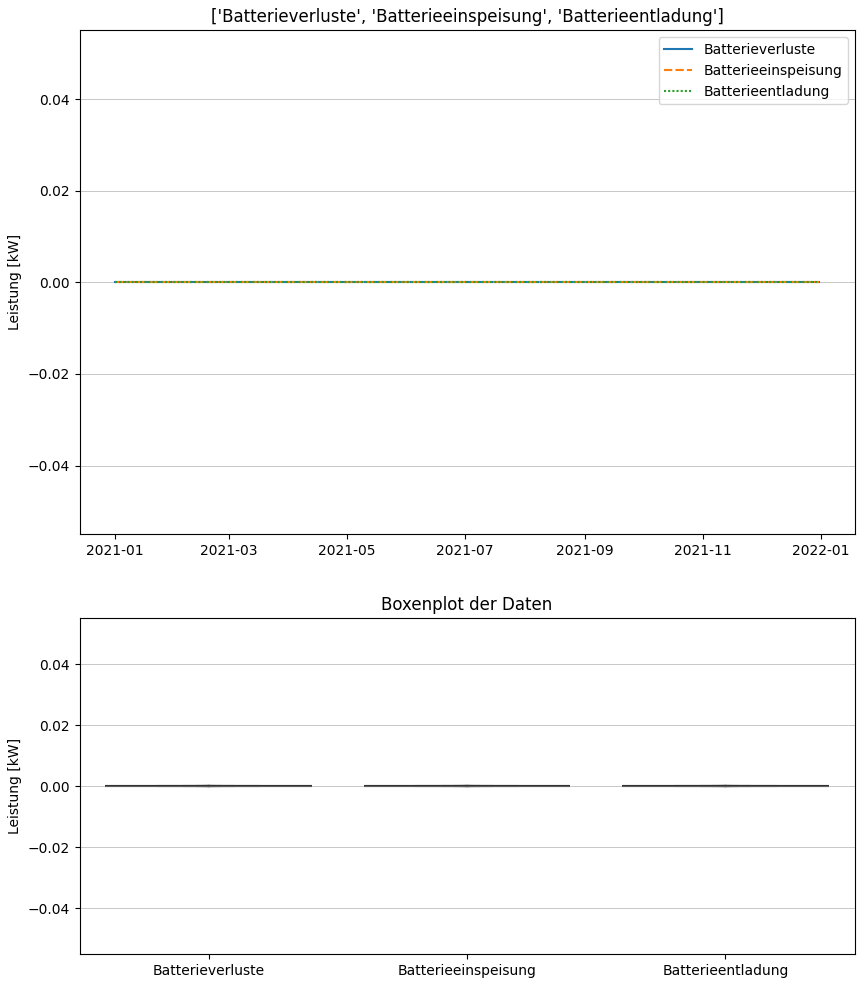 ['Batterieverluste', 'Batterieeinspeisung', 'Batterieentladung']
Batterieverluste
Batterieeinspeisung
Batterieentladung
0.04
0.02
0.00
−0.02
−0.04
Leistung [kW]
2021-01 2021-03 2021-05 2021-07 2021-09 2021-11 2022-01
Boxenplot der Daten
0.04
0.02
0.00
−0.02
−0.04
Leistung [kW]
Batterieverluste Batterieeinspeisung Batterieentladung